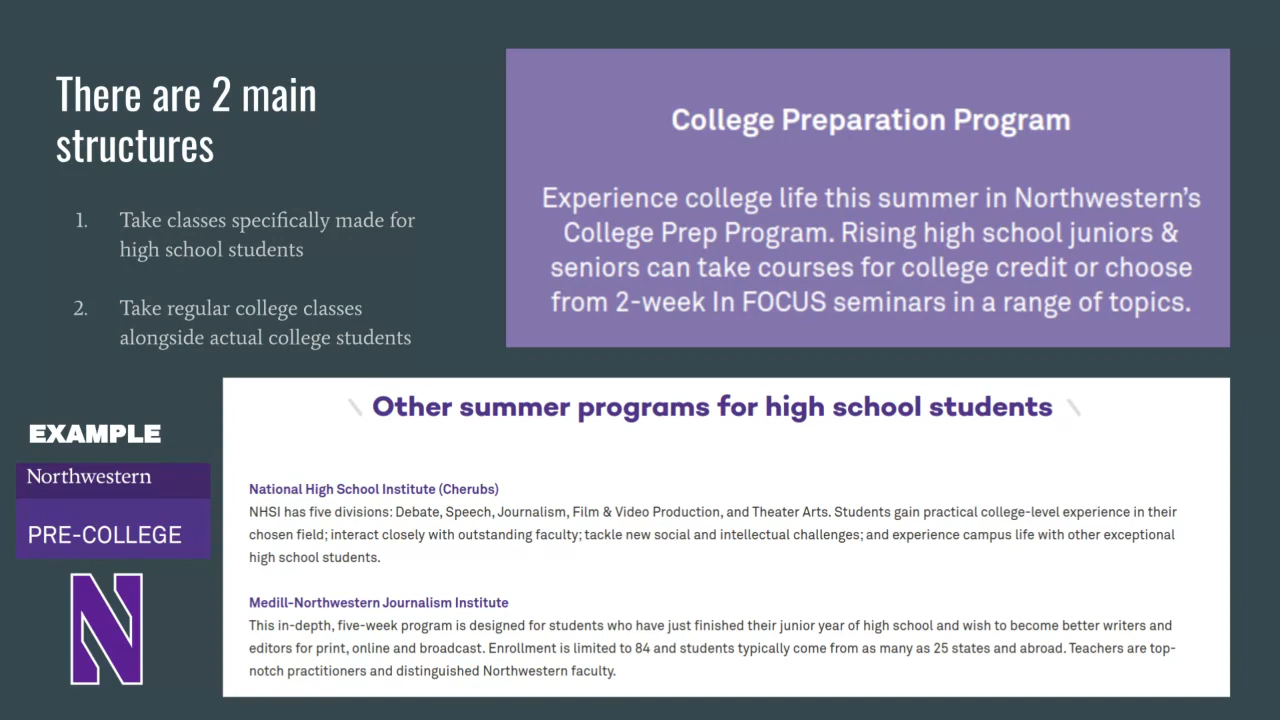 There are 2 main
structures
1. Take classes specifically made for
high school students
2. Take regular college classes
alongside actual college students
College Preparation Program
Experience college life this summer in Northwestern's
College Prep Program. Rising high school juniors &
seniors can take courses for college credit or choose
from 2-week In FOCUS seminars in a range of topics.
EXAMPLE
Northwestern
PRE-COLLEGE
N
Other summer programs for high school students
National High School Institute (Cherubs)
NHSI has five divisions: Debate, Speech, Journalism, Film & Video Production, and Theater Arts. Students gain practical college-level experience in their
chosen field; interact closely with outstanding faculty; tackle new social and intellectual challenges; and experience campus life with other exceptional
high school students.
Medill-Northwestern Journalism Institute
This in-depth, five-week program is designed for students who have just finished their junior year of high school and wish to become better writers and
editors for print, online and broadcast. Enrollment is limited to 84 and students typically come from as many as 25 states and abroad. Teachers are top-
notch practitioners and distinguished Northwestern faculty.